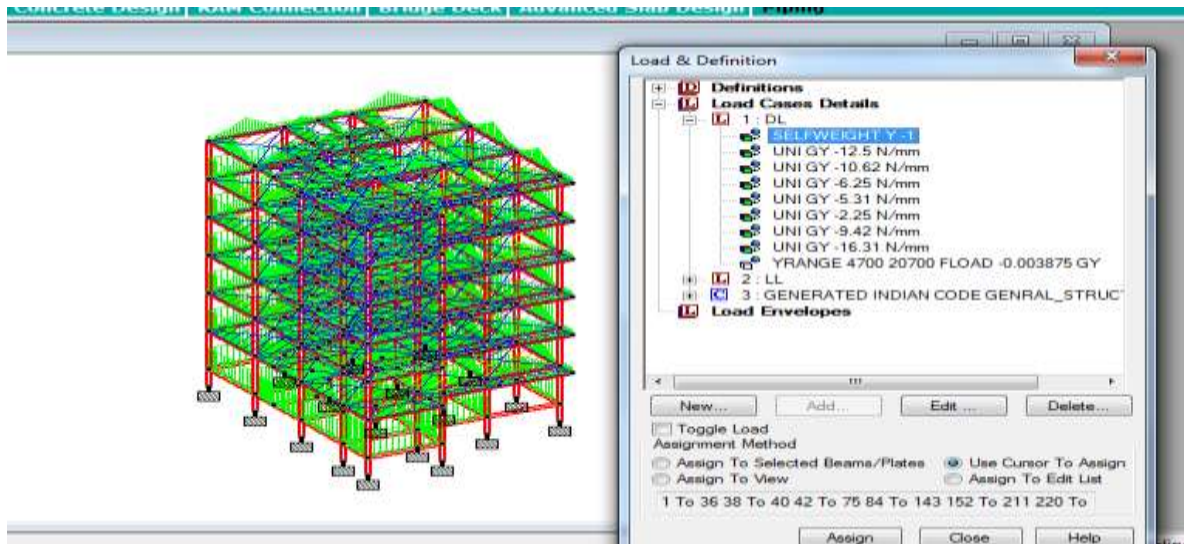 Concrete Design RAM Connection Bridge Deck Advanced Slab Design Piping
Load & Definition
Definitions
Load Cases Details
1 : DL
SELFWEIGHT Y -1
UNI GY -12.5 N/mm
UNI GY -10.62 N/mm
UNI GY -6.25 N/mm
UNI GY -5.31 N/mm
UNI GY -2.25 N/mm
UNI GY -9.42 N/mm
UNI GY -16.31 N/mm
YRANGE 4700 20700 FLOAD -0.003875 GY
2 : LL
3 : GENERATED INDIAN CODE GENRAL_STRUC
Load Envelopes
New... Add... Edit ... Delete...
Toggle Load
Assignment Method
Assign To Selected Beams/Plates Use Cursor To Assign
Assign To View Assign To Edit List
1 To 36 38 To 40 42 To 75 84 To 143 152 To 211 220 To
Assign Close Help